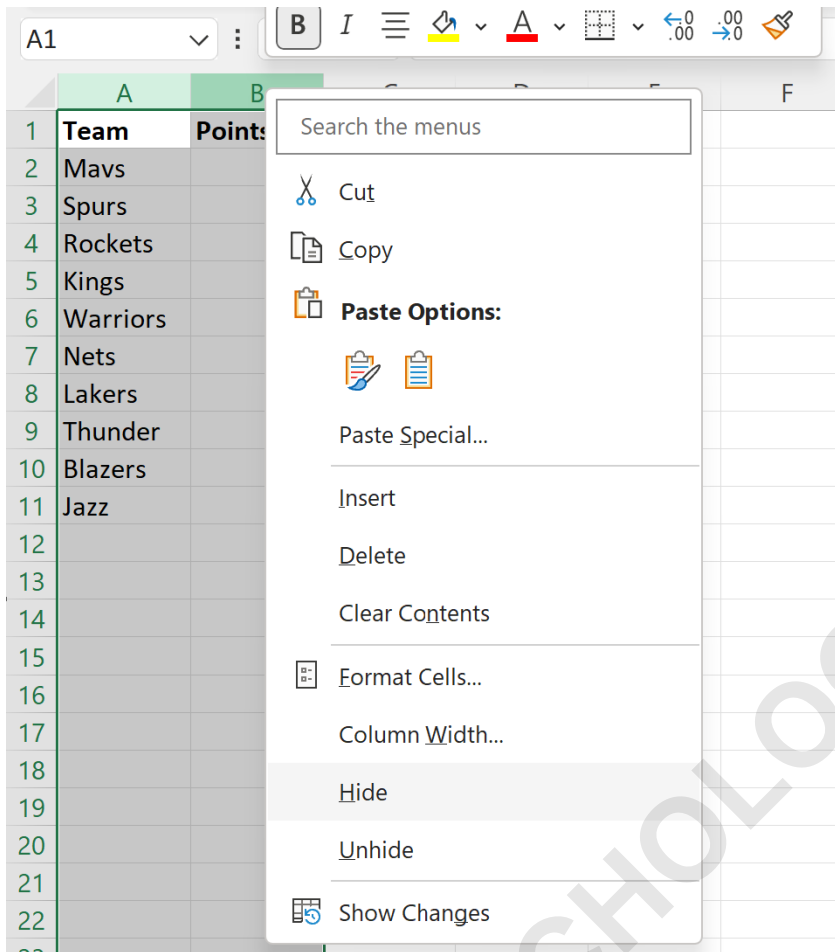 A1
B I A .00 .00
A B F
Search the menus
1 Team Points
2 Mavs
3 Spurs
4 Rockets
5 Kings
6 Warriors
7 Nets
8 Lakers
9 Thunder
10 Blazers
11 Jazz
12
13
14
15
16
17
18
19
20
21
22
Cut
Copy
Paste Options:
Paste Special...
Insert
Delete
Clear Contents
Format Cells...
Column Width...
Hide
Unhide
Show Changes